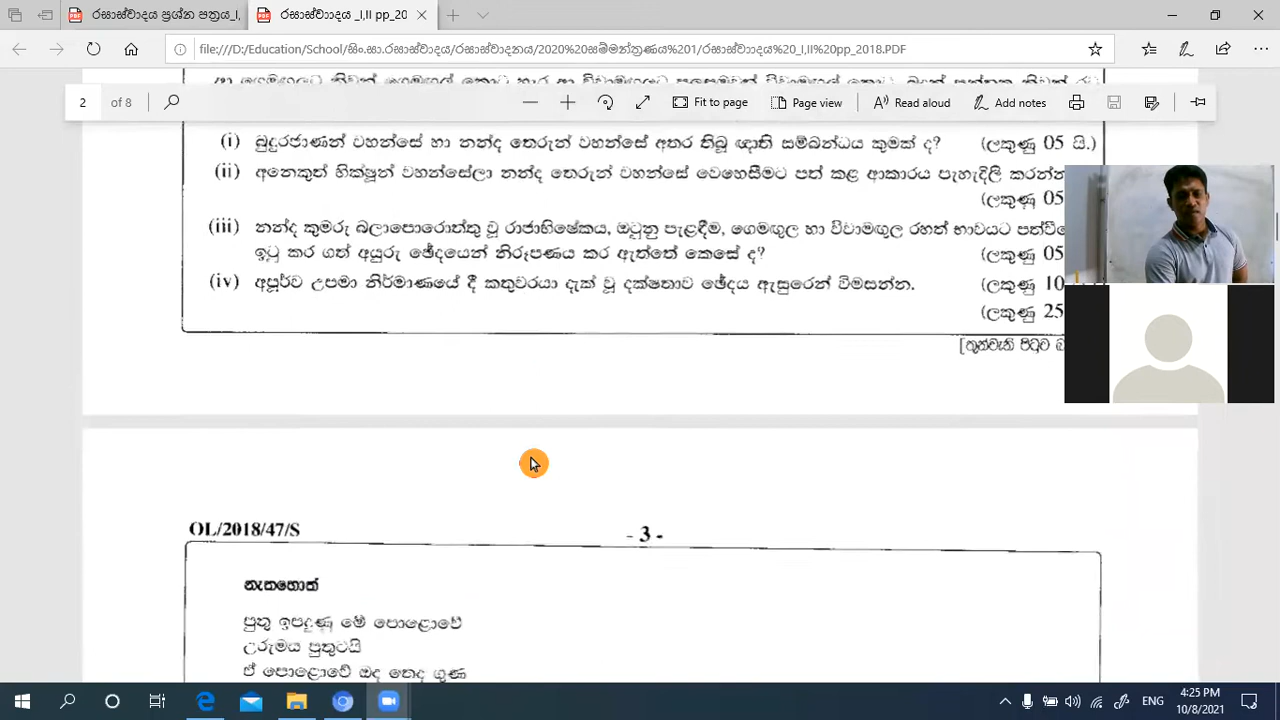 රසාස්වාදය ප්‍රශ්න පත්‍රය_I,
රසාස්වාාදය _I,II pp_20
file:///D:/Education/School/සිං.සා.රසාස්වාදය/රසාස්වාදනය/2020%20සම්මන්ත්‍රණය%201/රසාස්වාාදය%20_I,II%20pp_2018.PDF
2 of 8
Fit to page
Page view
Read aloud
Add notes
(i) බුදුරජාණන් වහන්සේ හා නන්ද තෙරුන් වහන්සේ අතර තිබූ ඥාති සම්බන්ධය කුමක් ද? (ලකුණු 05 යි.)
(ii) අනෙකුත් භික්ෂූන් වහන්සේලා නන්ද තෙරුන් වහන්සේ වෙහෙසීමට පත් කළ ආකාරය පැහැදිලි කරන්න
(ලකුණු 05
(iii) නන්ද කුමරු බලාපොරොත්තු වූ රාජාභිෂේකය, ඔටුනු පැළඳීම, ගෙමඟුල හා විවාමඟුල රහත් භාවයට පත්වී
ඉටු කර ගත් අයුරු ඡේදයෙන් නිරූපණය කර ඇත්තේ කෙසේ ද? (ලකුණු 05
(iv) අපූර්ව උපමා නිර්මාණයේ දී කතුවරයා දැක් වූ දක්ෂතාව ඡේදය ඇසුරෙන් විමසන්න. (ලකුණු 10
(ලකුණු 25
[තුන්වැනි පිටුව බ
OL/2018/47/S - 3 -
නැතහොත්
පුතු ඉපදුණු මේ පොළොවේ
උරුමය පුතුටයි
ඒ පොළොවේ ඔද තෙද ගුණ
ENG
4:25 PM
10/8/2021